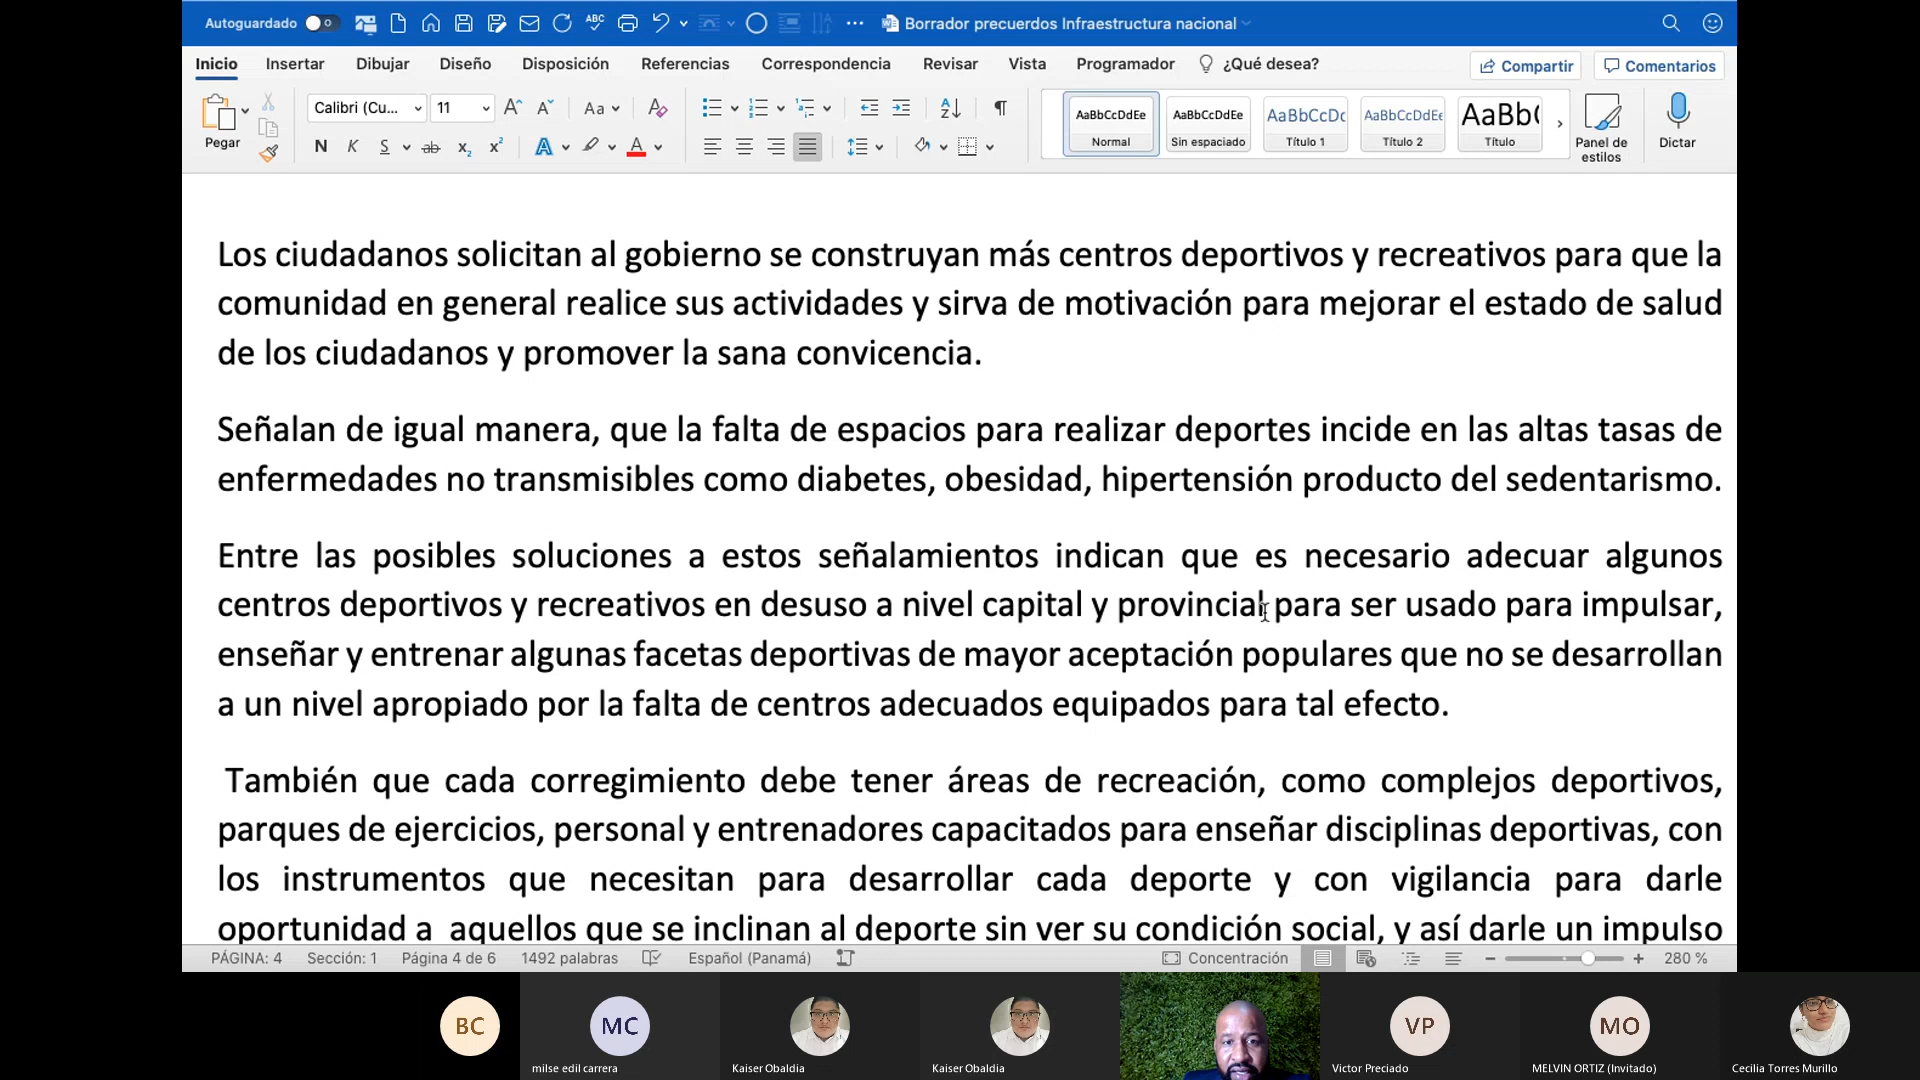 Autoguardado
ABC
Borrador precuerdos Infraestructura nacional
Inicio Insertar Dibujar Diseño Disposición Referencias Correspondencia Revisar Vista Programador ¿Qué desea? Compartir Comentarios
Pegar
Calibri (Cu... 11
N K S ab x₂ x²
AaBbCcDdEe Normal
AaBbCcDdEe Sin espaciado
AaBbCcDc Título 1
AaBbCcDdEe Título 2
AaBb( Título
Panel de estilos
Dictar
Los ciudadanos solicitan al gobierno se construyan más centros deportivos y recreativos para que la
comunidad en general realice sus actividades y sirva de motivación para mejorar el estado de salud
de los ciudadanos y promover la sana convicencia.
Señalan de igual manera, que la falta de espacios para realizar deportes incide en las altas tasas de
enfermedades no transmisibles como diabetes, obesidad, hipertensión producto del sedentarismo.
Entre las posibles soluciones a estos señalamientos indican que es necesario adecuar algunos
centros deportivos y recreativos en desuso a nivel capital y provincial para ser usado para impulsar,
enseñar y entrenar algunas facetas deportivas de mayor aceptación populares que no se desarrollan
a un nivel apropiado por la falta de centros adecuados equipados para tal efecto.
También que cada corregimiento debe tener áreas de recreación, como complejos deportivos,
parques de ejercicios, personal y entrenadores capacitados para enseñar disciplinas deportivas, con
los instrumentos que necesitan para desarrollar cada deporte y con vigilancia para darle
oportunidad a aquellos que se inclinan al deporte sin ver su condición social, y así darle un impulso
PÁGINA: 4 Sección: 1 Página 4 de 6 1492 palabras Español (Panamá) Concentración 280 %
BC MC VP MO
milse edil carrera Kaiser Obaldia Kaiser Obaldia Victor Preciado MELVIN ORTIZ (Invitado) Cecilia Torres Murillo